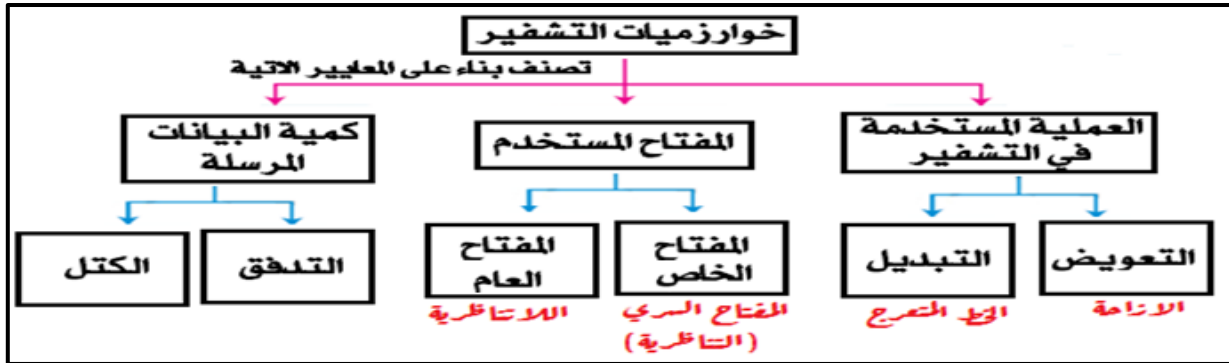 خوارزميات التشفير
تصنف بناء على المعايير الاتية
العملية المستخدمة
في التشفير
المفتاح المستخدم
كمية البيانات
المرسلة
التعويض
التبديل
المفتاح
الخاص
المفتاح
العام
التدفق
الكتل
الازاحة
الخط المتعرج
المفتاح السري
(التناظرية)
اللاتناظرية